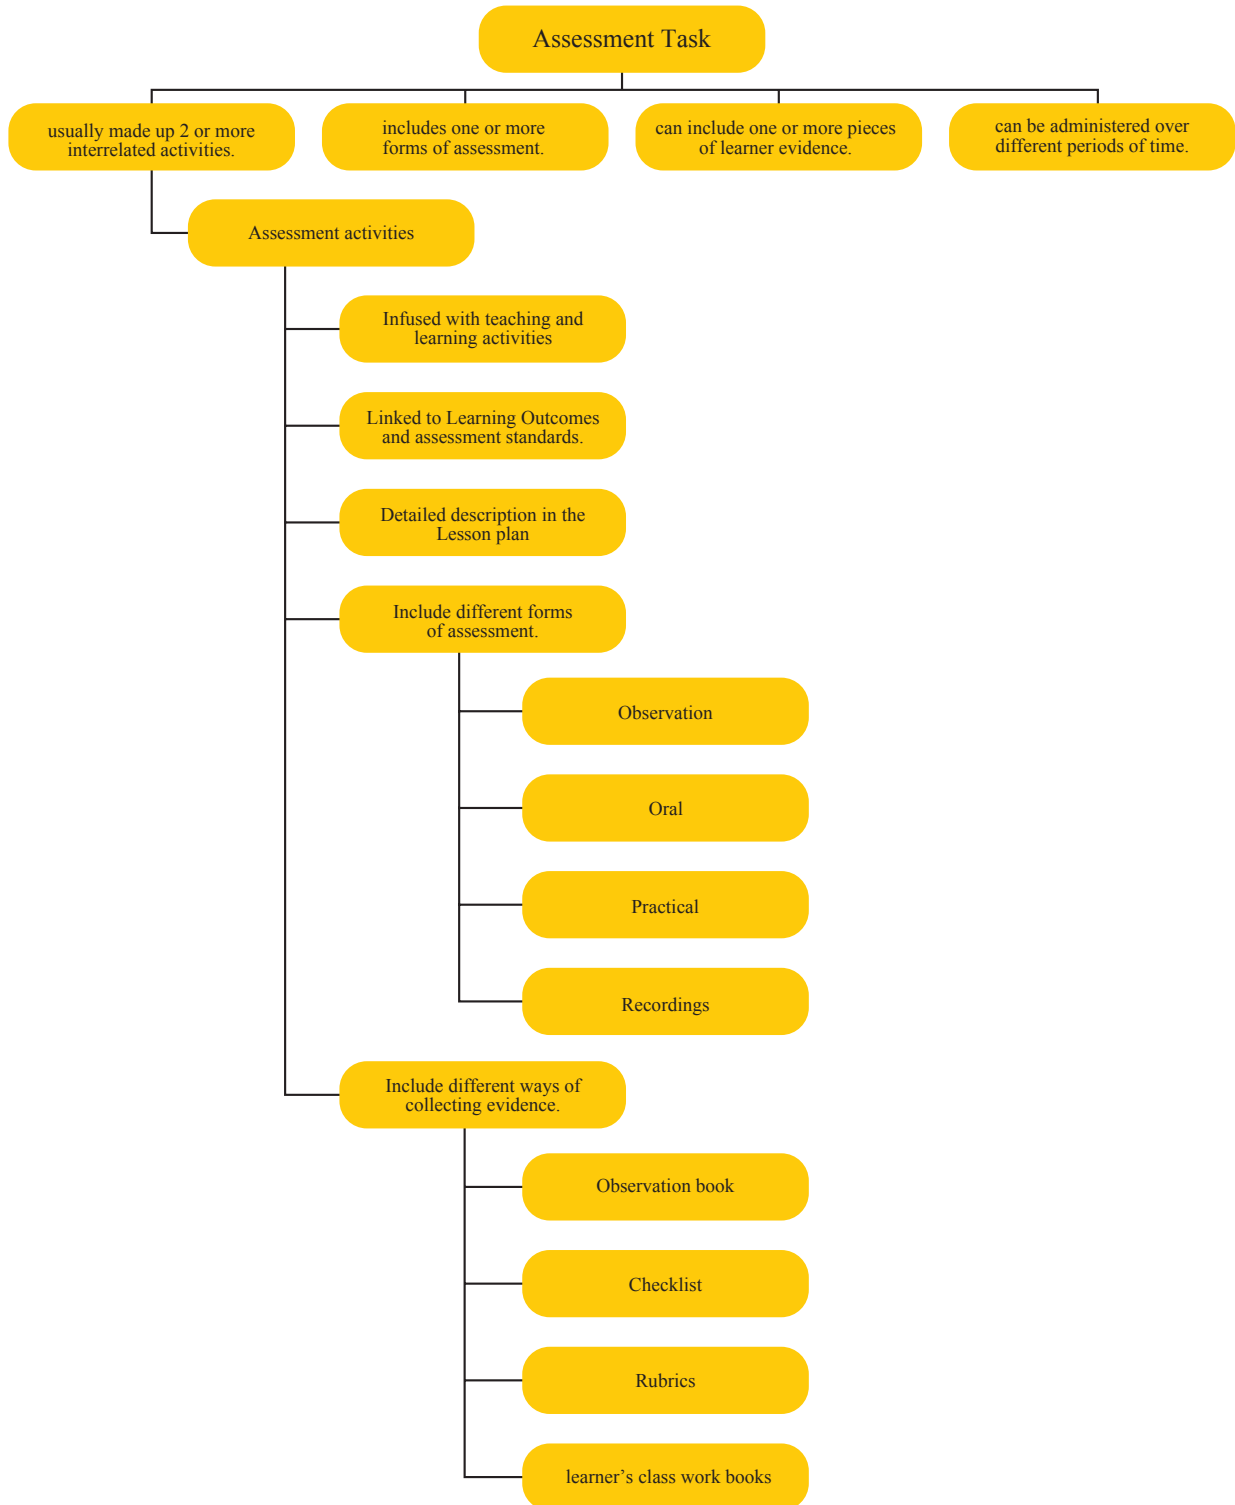 Assessment Task
usually made up 2 or more
interrelated activities.
includes one or more
forms of assessment.
can include one or more pieces
of learner evidence.
can be administered over
different periods of time.
Assessment activities
Infused with teaching and
learning activities
Linked to Learning Outcomes
and assessment standards.
Detailed description in the
Lesson plan
Include different forms
of assessment.
Observation
Oral
Practical
Recordings
Include different ways of
collecting evidence.
Observation book
Checklist
Rubrics
learner’s class work books